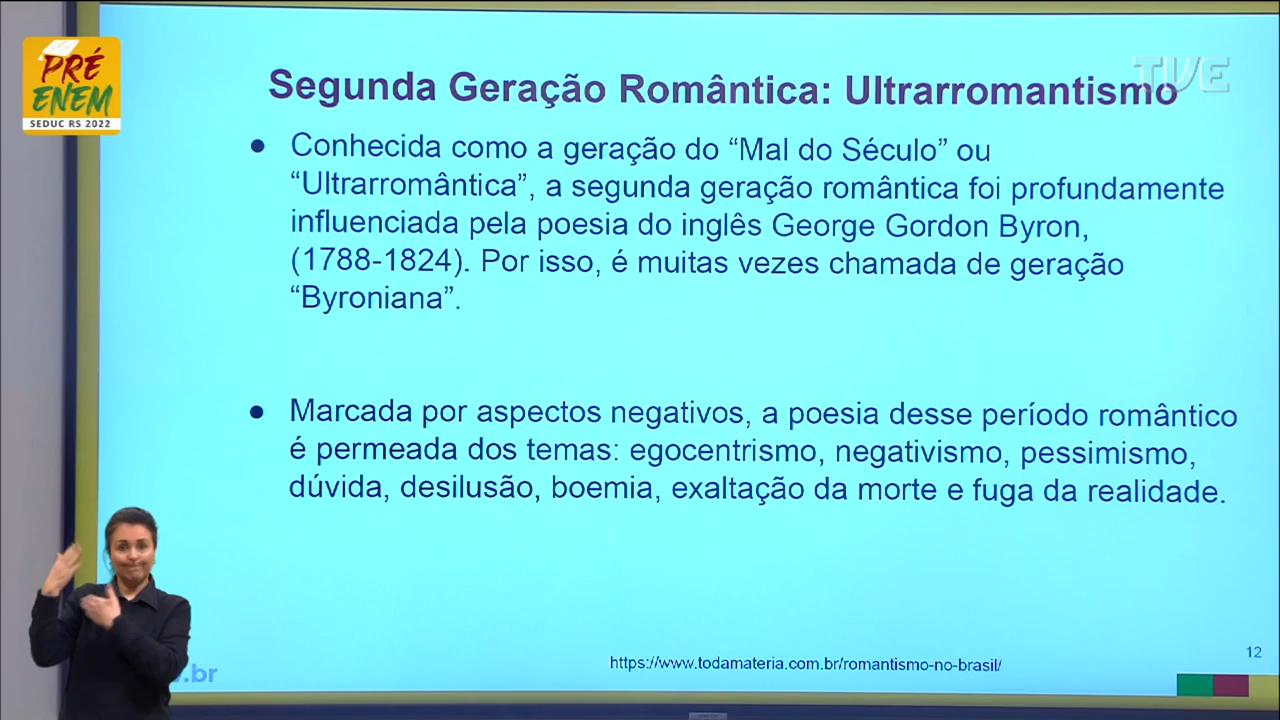 PRÉ
ENEM
SEDUC RS 2022
TVE
Segunda Geração Romântica: Ultrarromantismo
● Conhecida como a geração do “Mal do Século” ou
“Ultrarromântica”, a segunda geração romântica foi profundamente
influenciada pela poesia do inglês George Gordon Byron,
(1788-1824). Por isso, é muitas vezes chamada de geração
“Byroniana”.
● Marcada por aspectos negativos, a poesia desse período romântico
é permeada dos temas: egocentrismo, negativismo, pessimismo,
dúvida, desilusão, boemia, exaltação da morte e fuga da realidade.
https://www.todamateria.com.br/romantismo-no-brasil/
12
.br